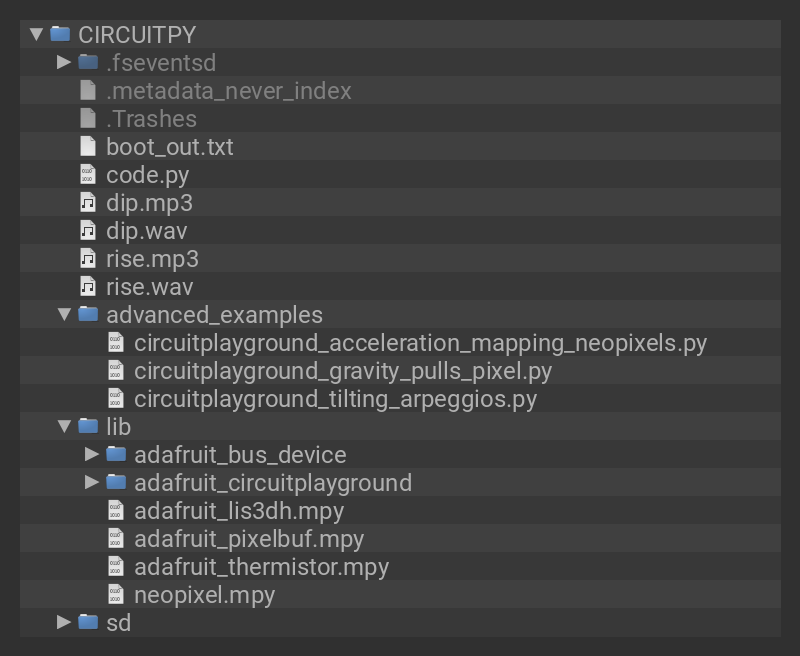 CIRCUITPY
.fseventsd
.metadata_never_index
.Trashes
boot_out.txt
code.py
dip.mp3
dip.wav
rise.mp3
rise.wav
advanced_examples
circuitplayground_acceleration_mapping_neopixels.py
circuitplayground_gravity_pulls_pixel.py
circuitplayground_tilting_arpeggios.py
lib
adafruit_bus_device
adafruit_circuitplayground
adafruit_lis3dh.mpy
adafruit_pixelbuf.mpy
adafruit_thermistor.mpy
neopixel.mpy
sd